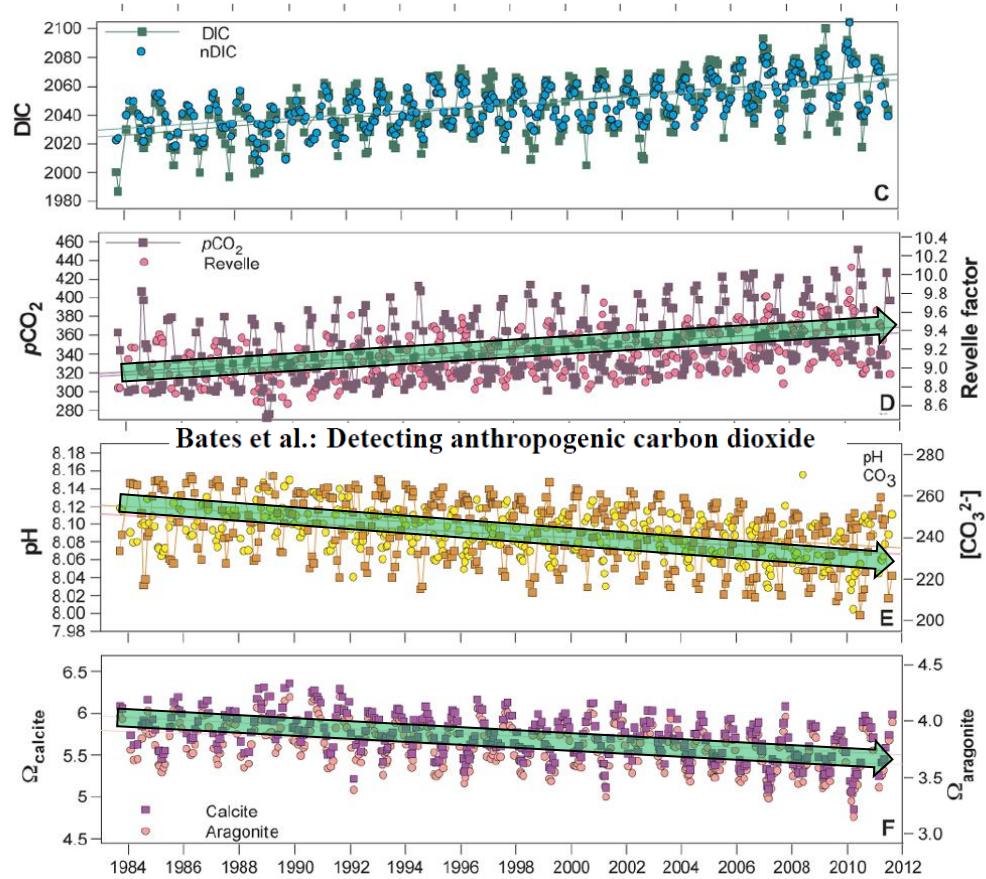 2100
2080
2060
2040
2020
2000
1980
DIC
DIC
nDIC
C
460
440
420
400
380
360
340
320
300
280
pCO2
pCO2
Revelle
10.4
10.2
10.0
9.8
9.6
9.4
9.2
9.0
8.8
8.6
Revelle factor
D
Bates et al.: Detecting anthropogenic carbon dioxide
8.18
8.16
8.14
8.12
8.10
8.08
8.06
8.04
8.02
8.00
7.98
pH
pH
CO3
280
260
240
220
200
[CO3²⁻]
E
6.5
6
5.5
5
4.5
Ωcalcite
Calcite
Aragonite
4.5
4.0
3.5
3.0
Ωaragonite
F
1984 1986 1988 1990 1992 1994 1996 1998 2000 2002 2004 2006 2008 2010 2012